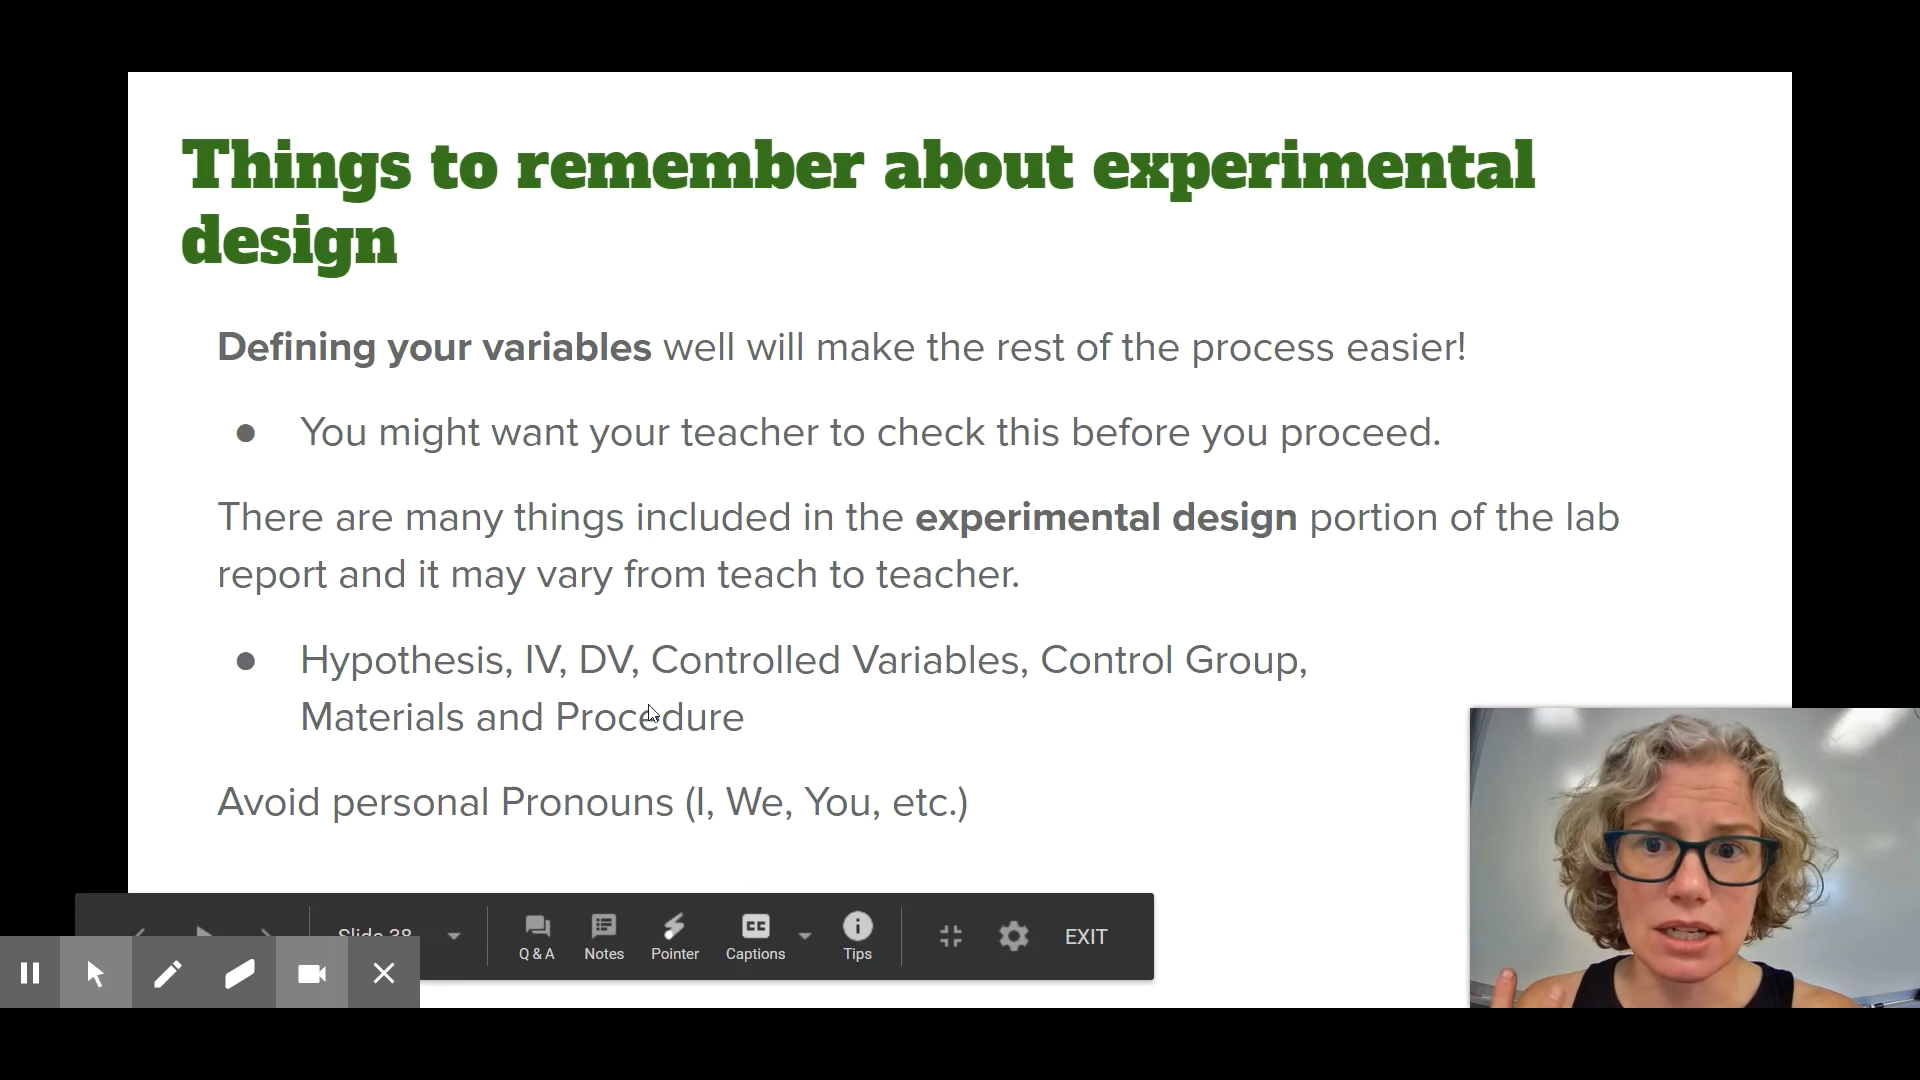 Things to remember about experimental
design
Defining your variables well will make the rest of the process easier!
● You might want your teacher to check this before you proceed.
There are many things included in the experimental design portion of the lab
report and it may vary from teach to teacher.
● Hypothesis, IV, DV, Controlled Variables, Control Group,
Materials and Procedure
Avoid personal Pronouns (I, We, You, etc.)
Slide 38
Q & A
Notes
Pointer
CC
Captions
Tips
EXIT